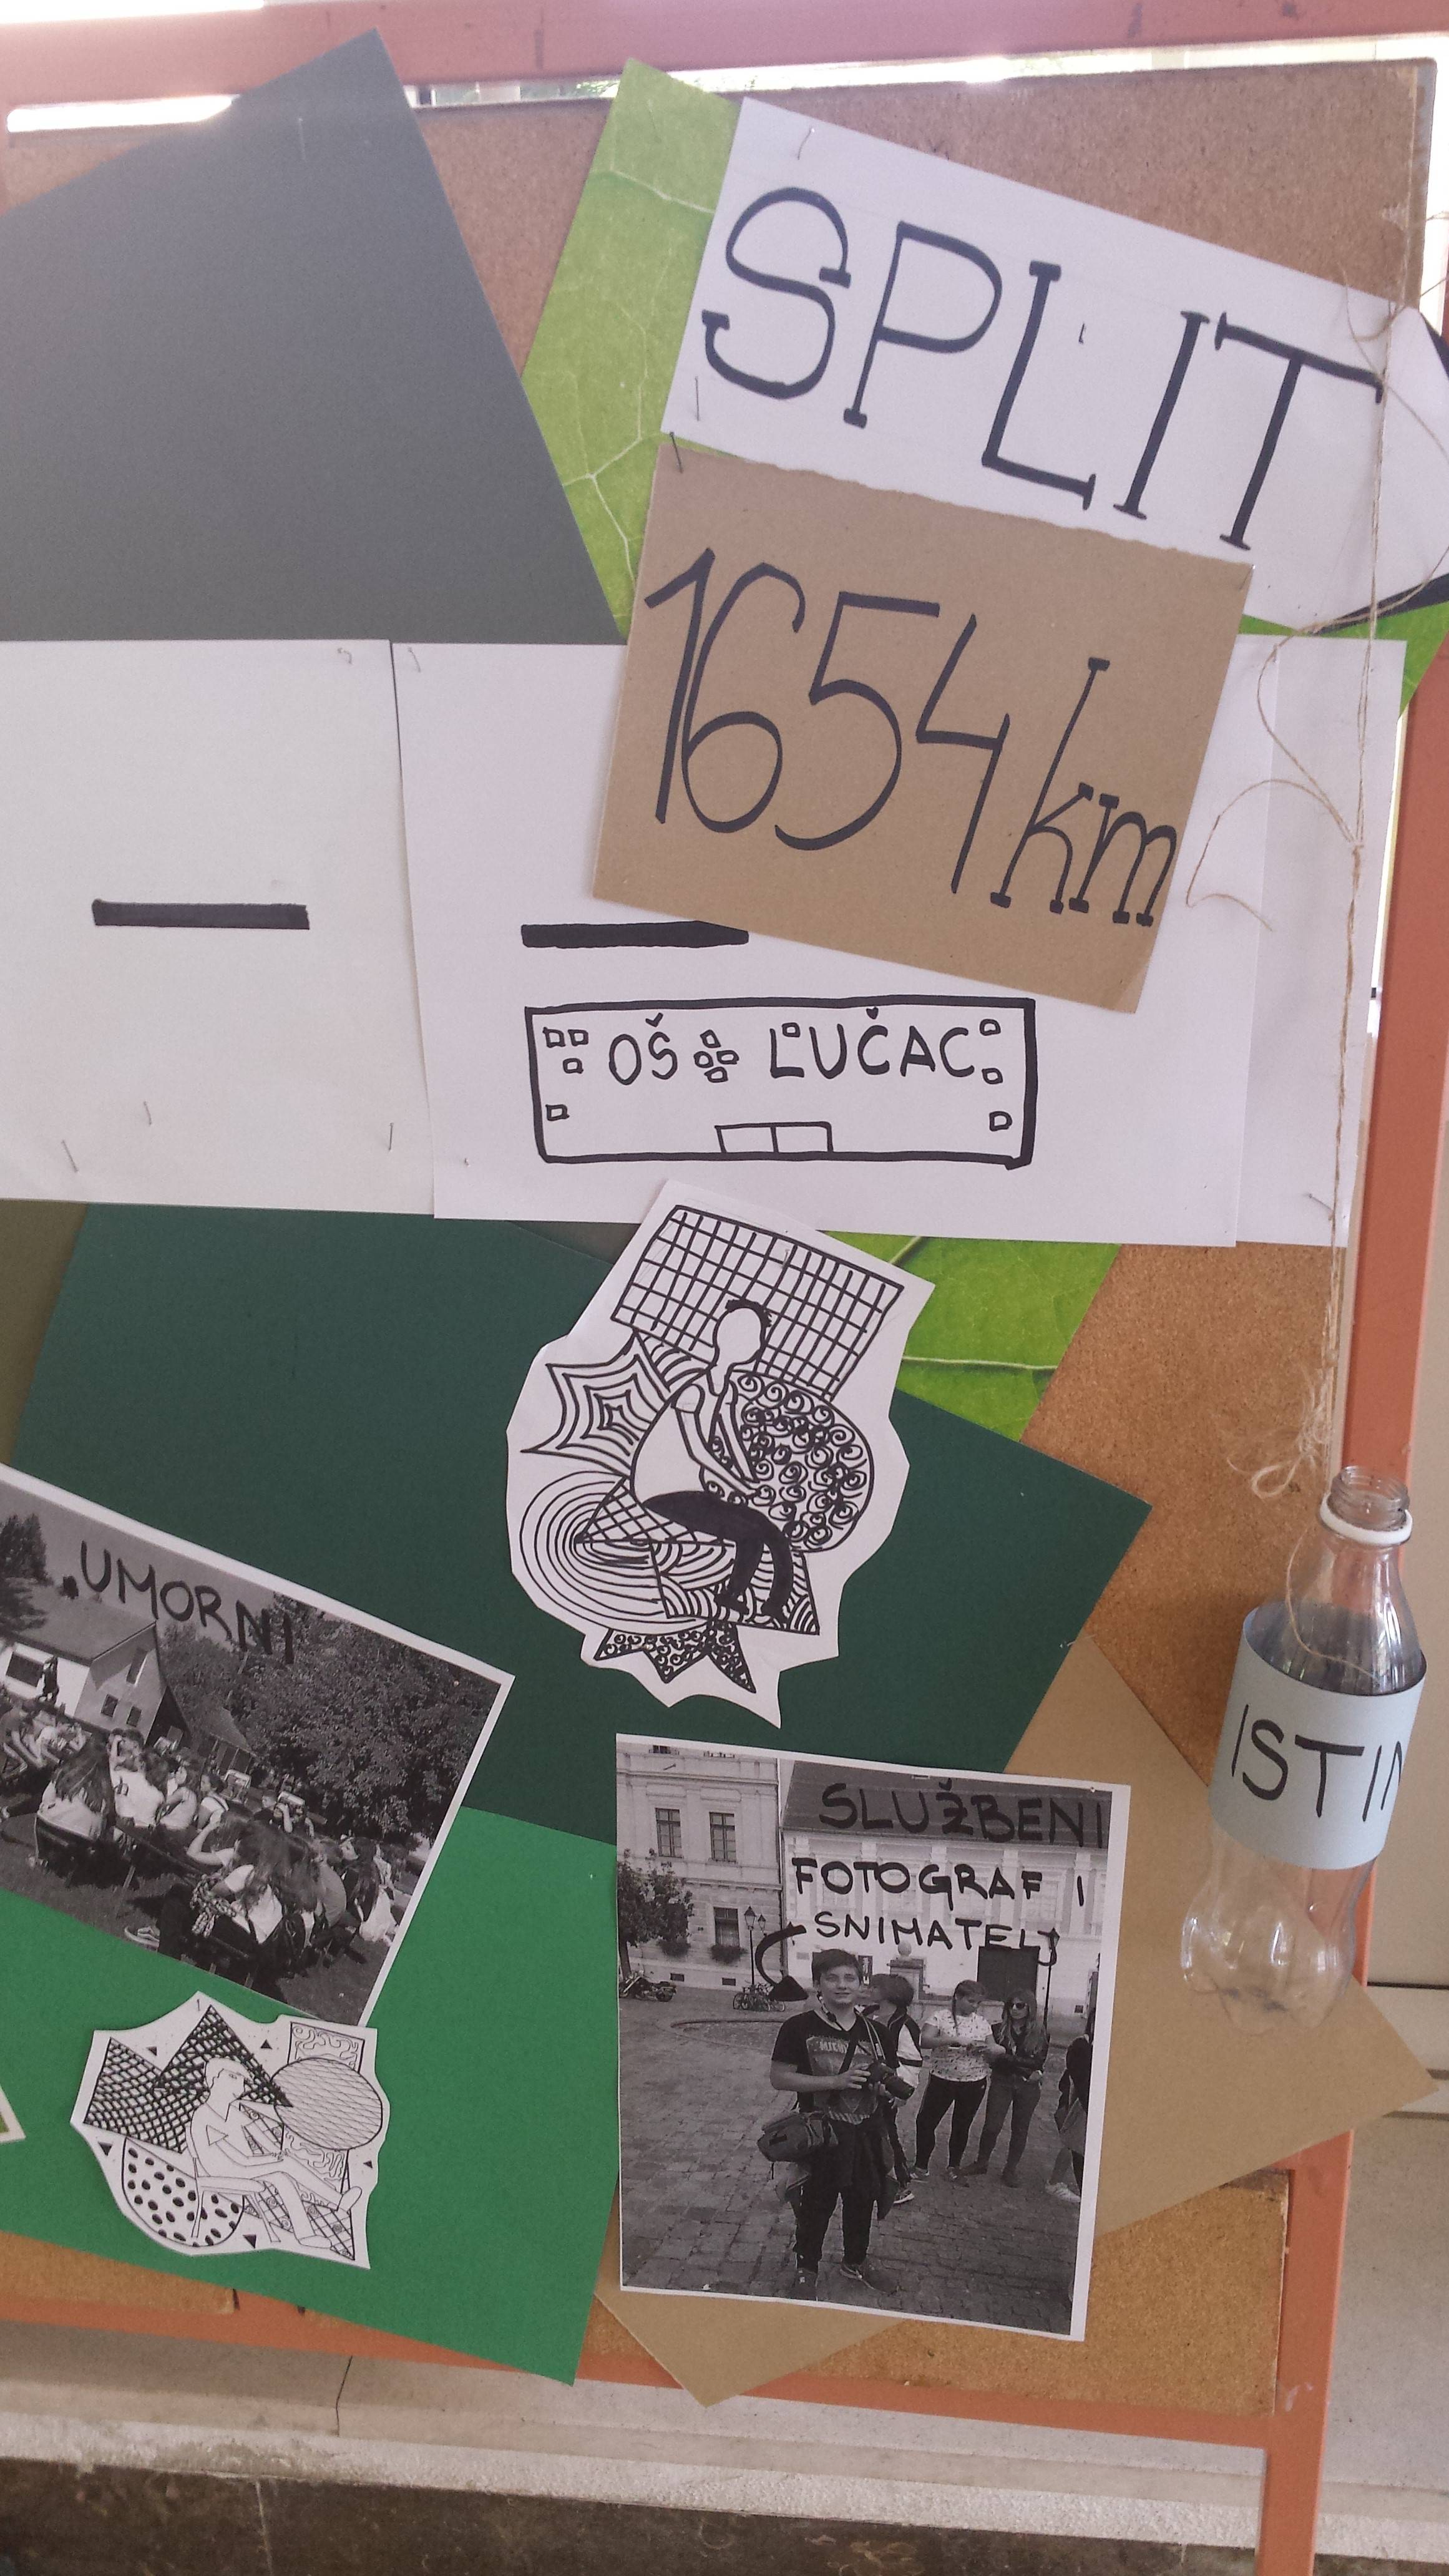 SPLIT
1654 km
OŠ LUČAC
UMORNI
SLUŽBENI
FOTOGRAF I
SNIMATELJ
ISTI